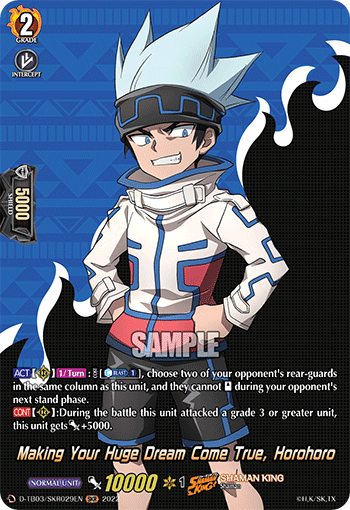 2
GRADE
INTERCEPT
5000
SHIELD
SAMPLE
ACT【R】 1/Turn : COST [ BLAST 1 ], choose two of your opponent's rear-guards
in the same column as this unit, and they cannot during your opponent's
next stand phase.
CONT【R】:During the battle this unit attacked a grade 3 or greater unit,
this unit gets +5000.
Making Your Huge Dream Come True, Horohoro
NORMAL UNIT 10000 1 SHAMAN KING SHAMAN KING
Shaman
D-TB03/SKR029EN SKR 2022 ©H,K/SK,TX